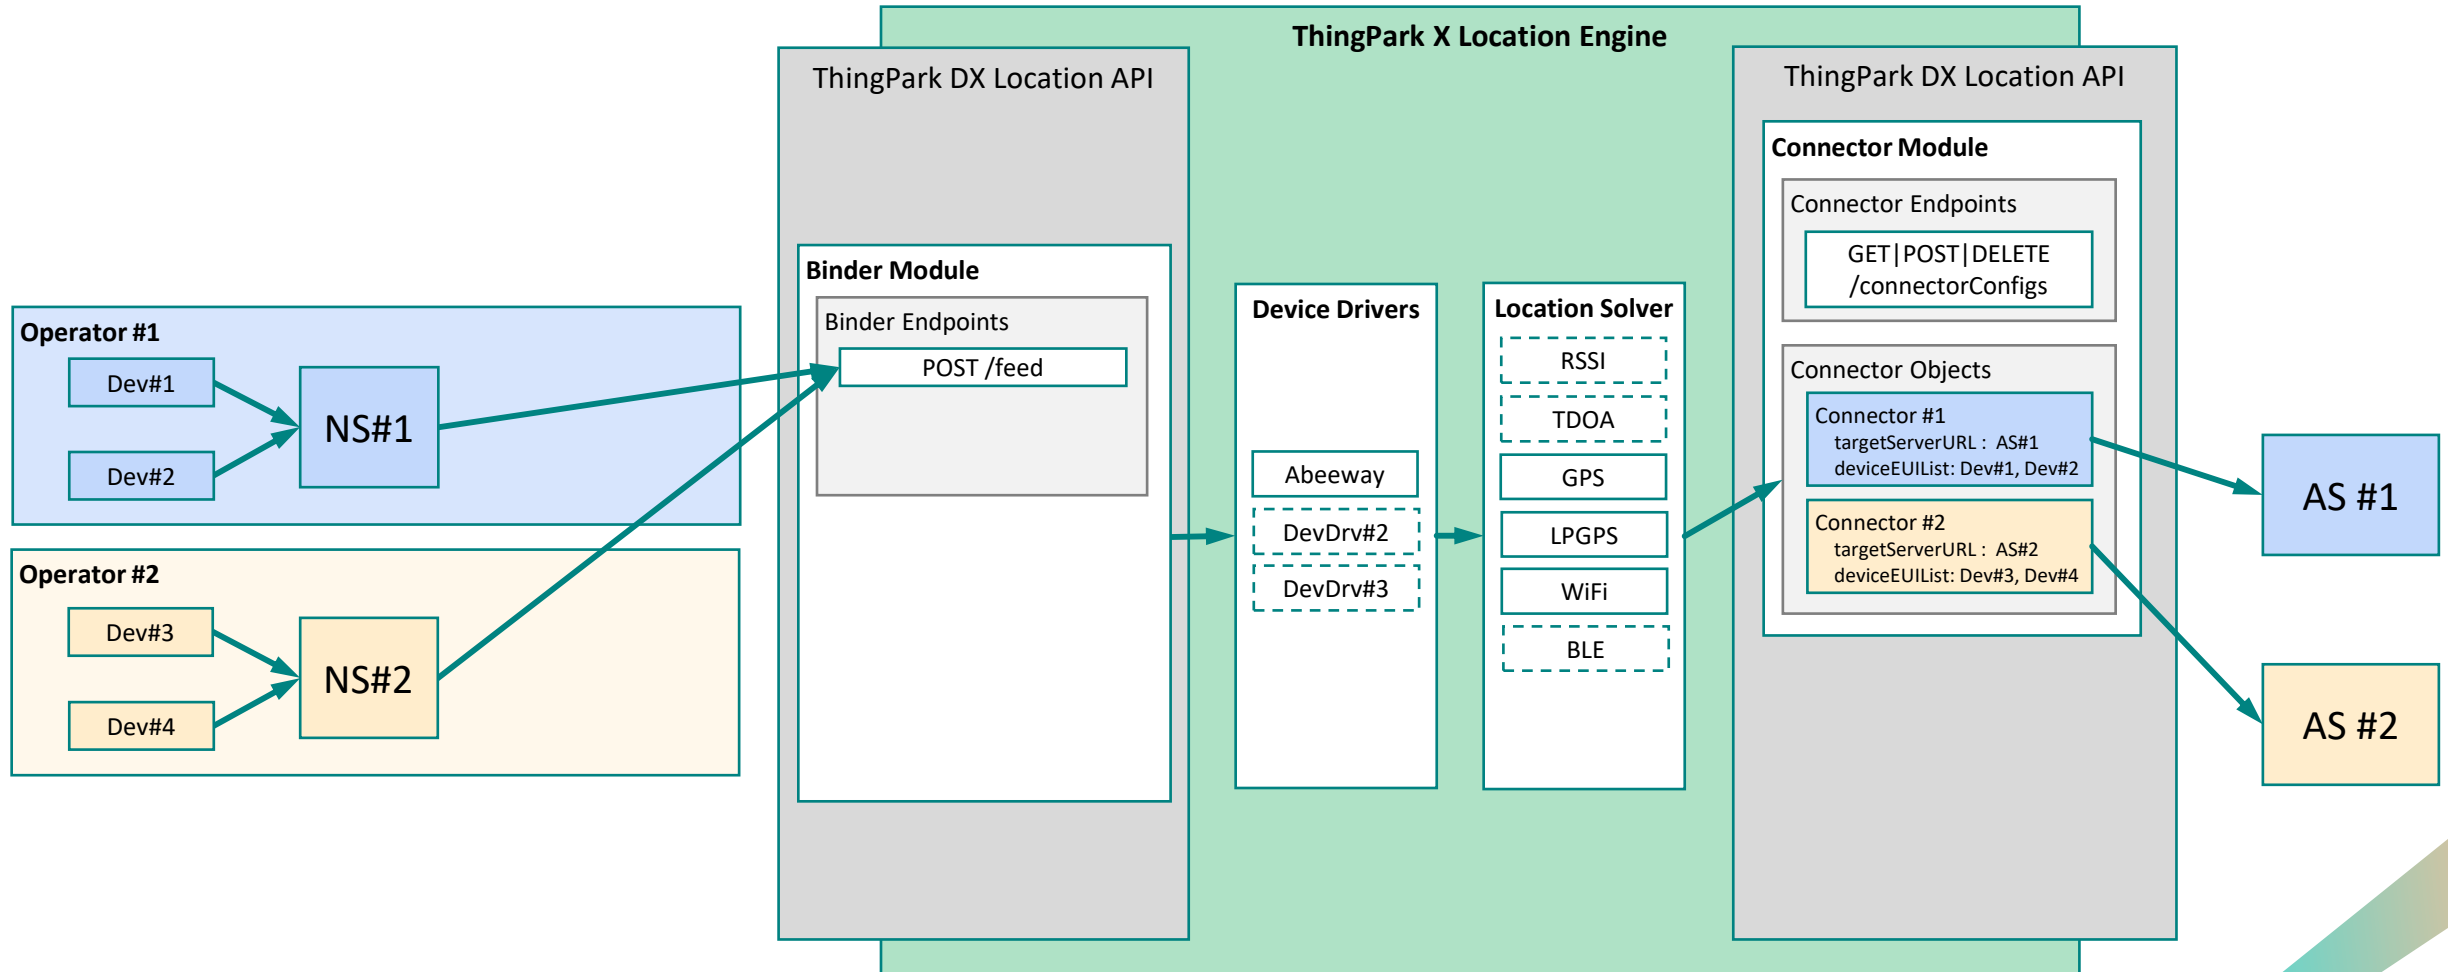 ThingPark X Location Engine
Operator #1
Dev#1
Dev#2
NS#1
Operator #2
Dev#3
Dev#4
NS#2
ThingPark DX Location API
Binder Module
Binder Endpoints
POST /feed
Device Drivers
Abeeway
DevDrv#2
DevDrv#3
Location Solver
RSSI
TDOA
GPS
LPGPS
WiFi
BLE
ThingPark DX Location API
Connector Module
Connector Endpoints
GET|POST|DELETE
/connectorConfigs
Connector Objects
Connector #1
targetServerURL : AS#1
deviceEUIList: Dev#1, Dev#2
Connector #2
targetServerURL : AS#2
deviceEUIList: Dev#3, Dev#4
AS #1
AS #2